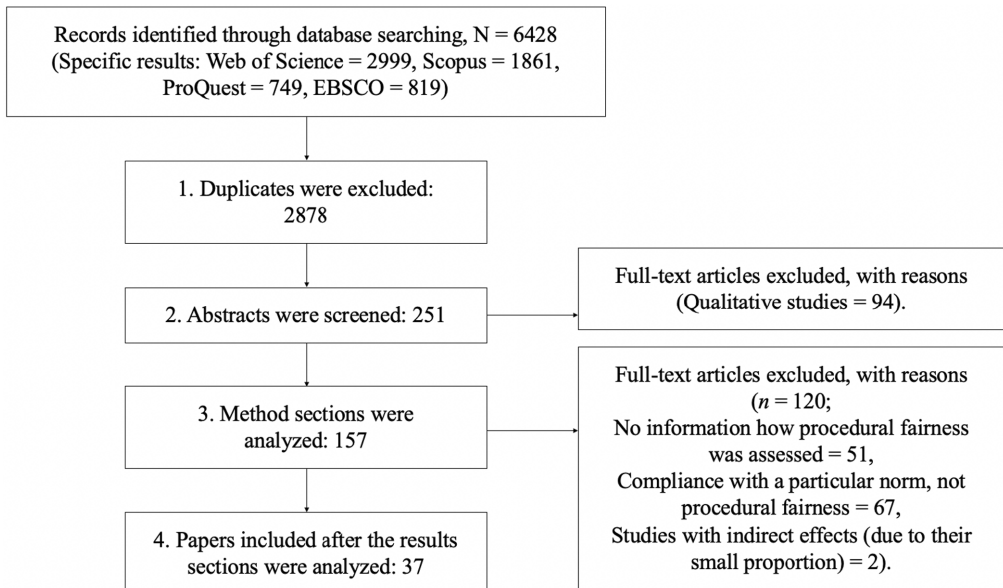 Records identified through database searching, N = 6428
(Specific results: Web of Science = 2999, Scopus = 1861,
ProQuest = 749, EBSCO = 819)
1. Duplicates were excluded:
2878
2. Abstracts were screened: 251
Full-text articles excluded, with reasons
(Qualitative studies = 94).
3. Method sections were
analyzed: 157
Full-text articles excluded, with reasons
(n = 120;
No information how procedural fairness
was assessed = 51,
Compliance with a particular norm, not
procedural fairness = 67,
Studies with indirect effects (due to their
small proportion) = 2).
4. Papers included after the results
sections were analyzed: 37